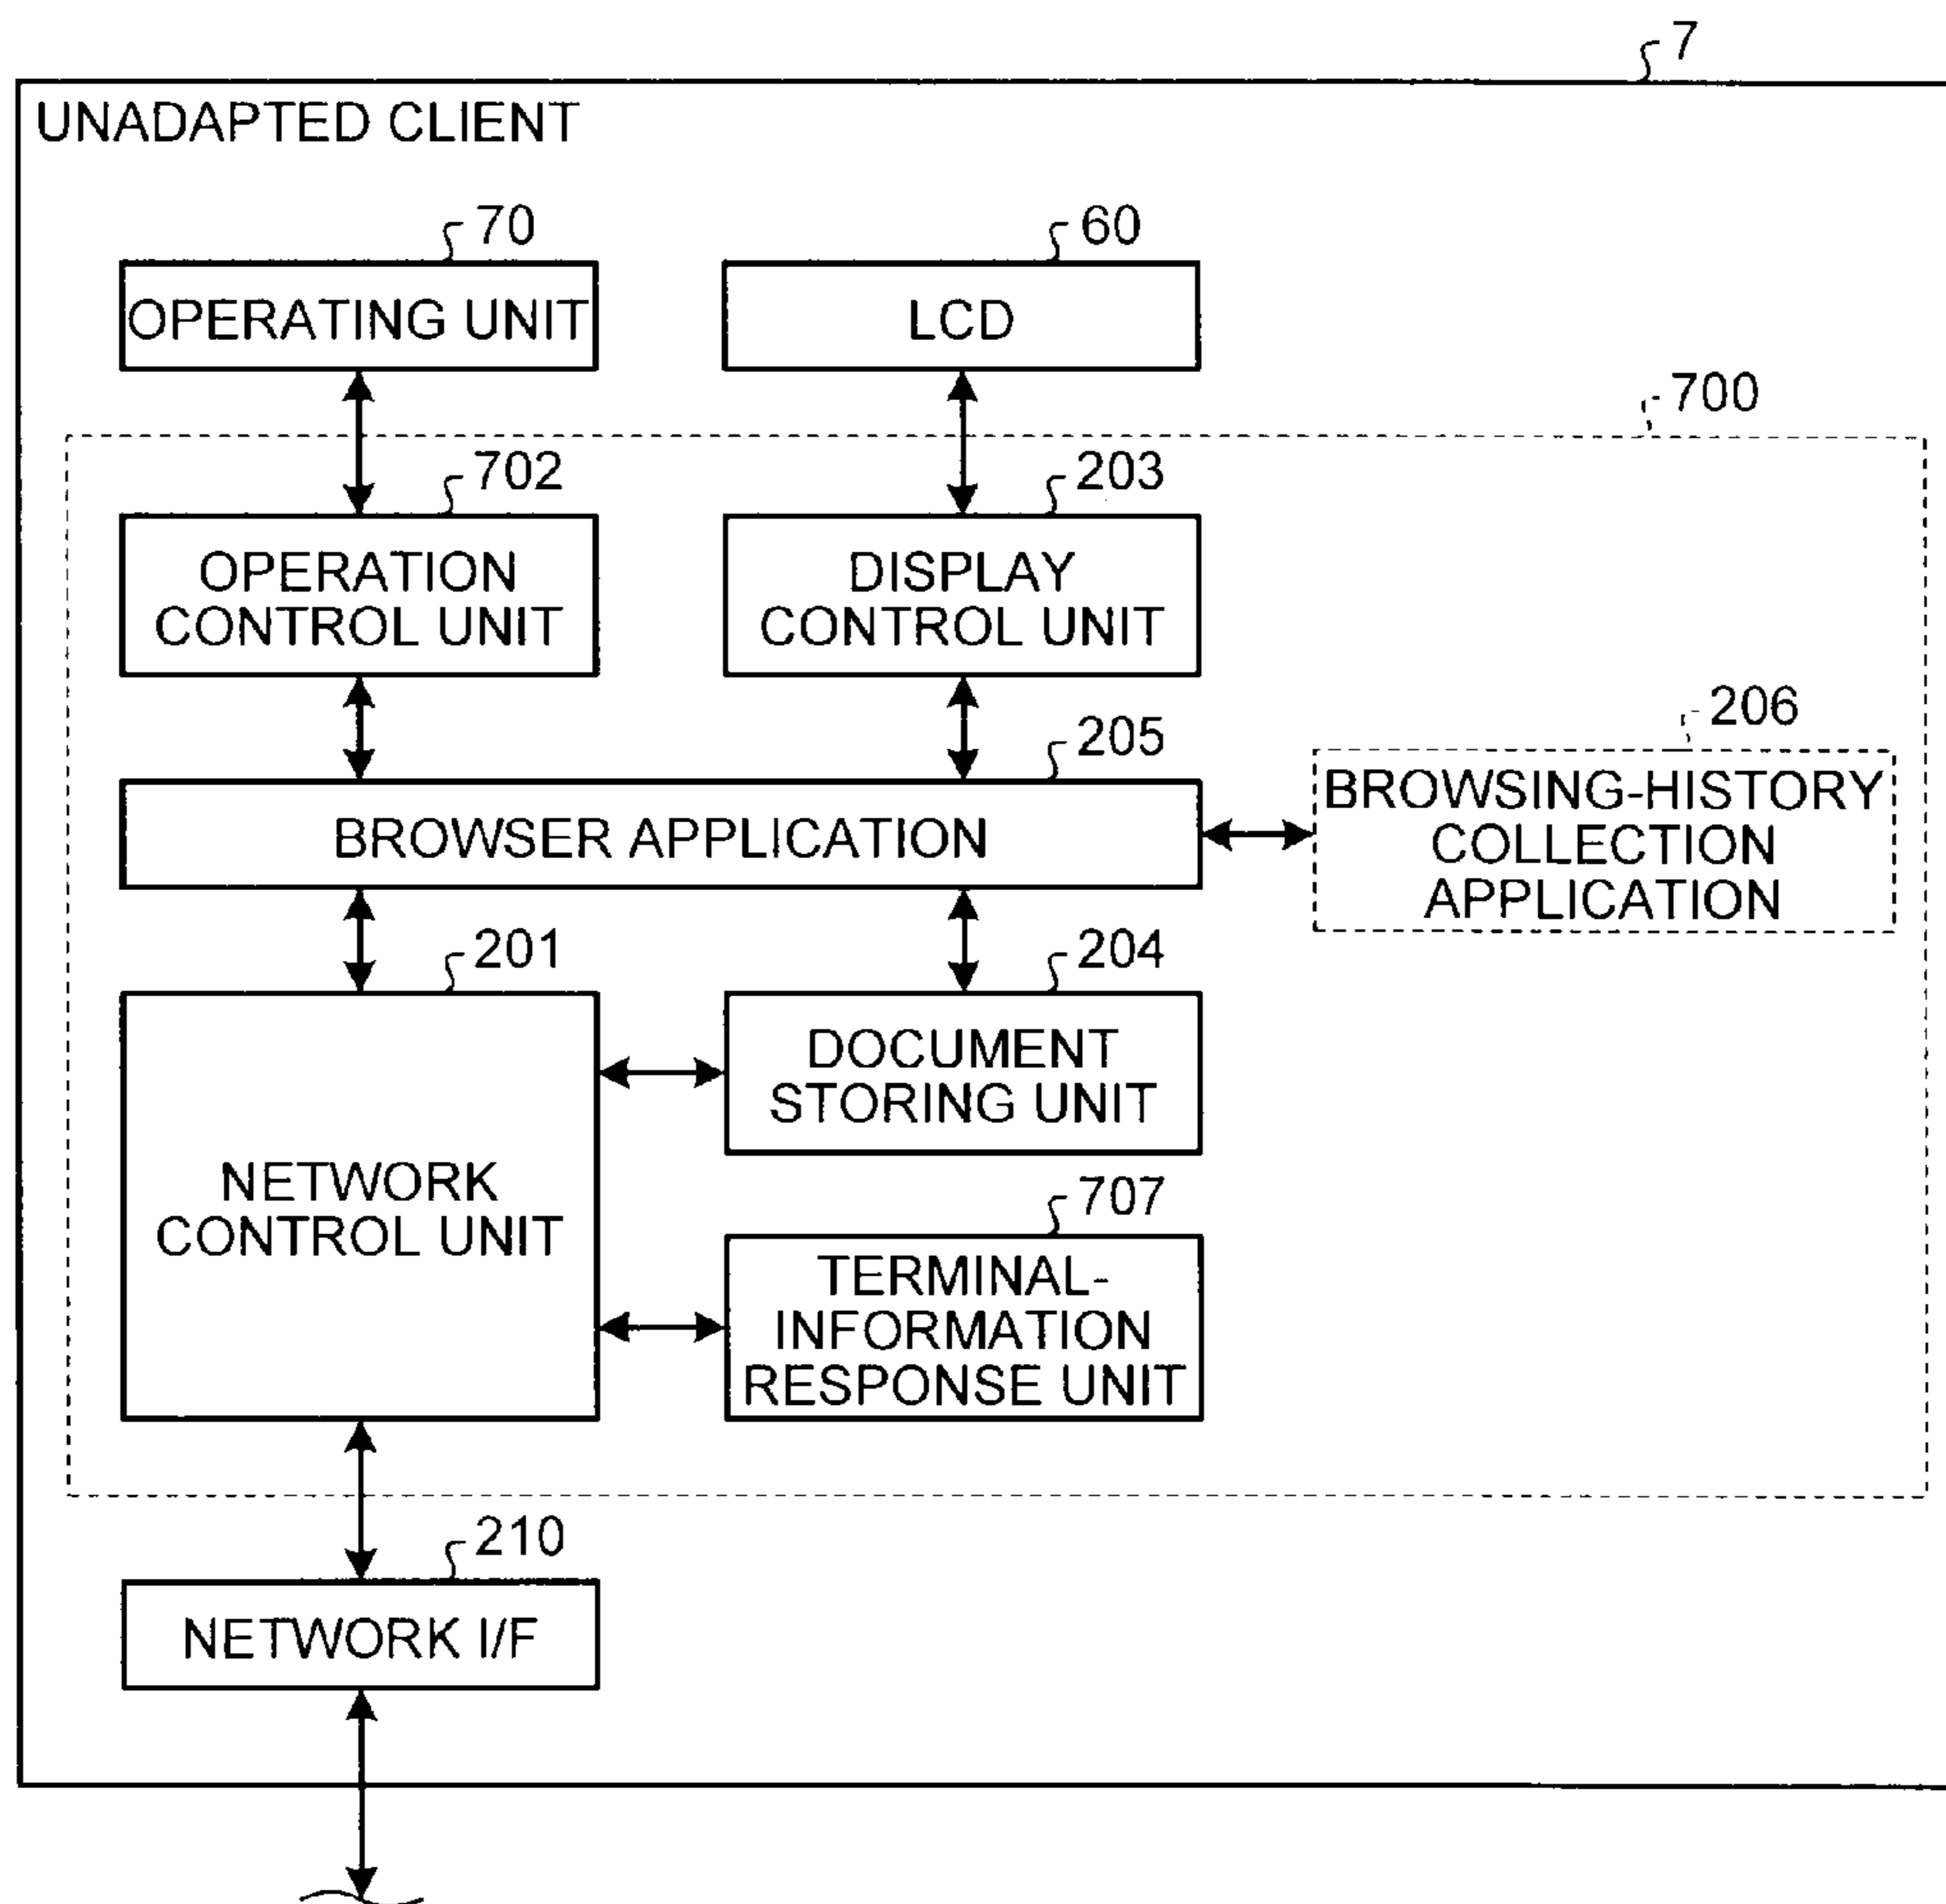 7
UNADAPTED CLIENT
70
60
OPERATING UNIT
LCD
700
702
203
OPERATION
CONTROL UNIT
DISPLAY
CONTROL UNIT
205
206
BROWSER APPLICATION
BROWSING-HISTORY
COLLECTION
APPLICATION
201
204
NETWORK
CONTROL UNIT
DOCUMENT
STORING UNIT
707
TERMINAL-
INFORMATION
RESPONSE UNIT
210
NETWORK I/F